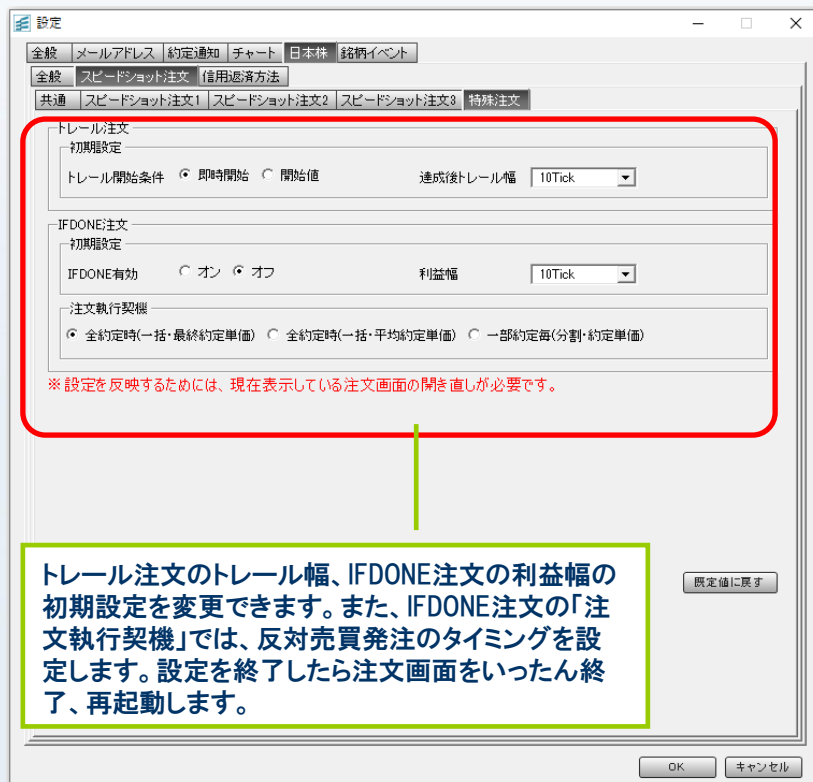 設定
全般 メールアドレス 約定通知 チャート 日本株 銘柄イベント
全般 スピードショット注文 信用返済方法
共通 スピードショット注文1 スピードショット注文2 スピードショット注文3 特殊注文
トレール注文
初期設定
トレール開始条件 即時開始 開始値 達成後トレール幅 10Tick
IFDONE注文
初期設定
IFDONE有効 オン オフ 利益幅 10Tick
注文執行契機
全約定時(一括・最終約定単価) 全約定時(一括・平均約定単価) 一部約定毎(分割・約定単価)
※設定を反映するためには、現在表示している注文画面の開き直しが必要です。
トレール注文のトレール幅、IFDONE注文の利益幅の
初期設定を変更できます。また、IFDONE注文の「注
文執行契機」では、反対売買発注のタイミングを設
定します。設定を終了したら注文画面をいったん終
了、再起動します。
既定値に戻す
OK キャンセル